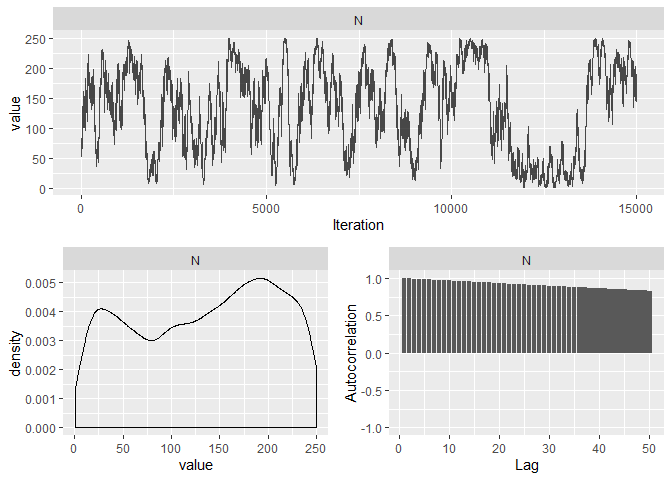 N
250
200
150
100
50
0
value
0 5000 10000 15000
Iteration
N N
0.005
0.004
0.003
0.002
0.001
0.000
density
0 50 100 150 200 250
value
1.0
0.5
0.0
-0.5
-1.0
Autocorrelation
0 10 20 30 40 50
Lag